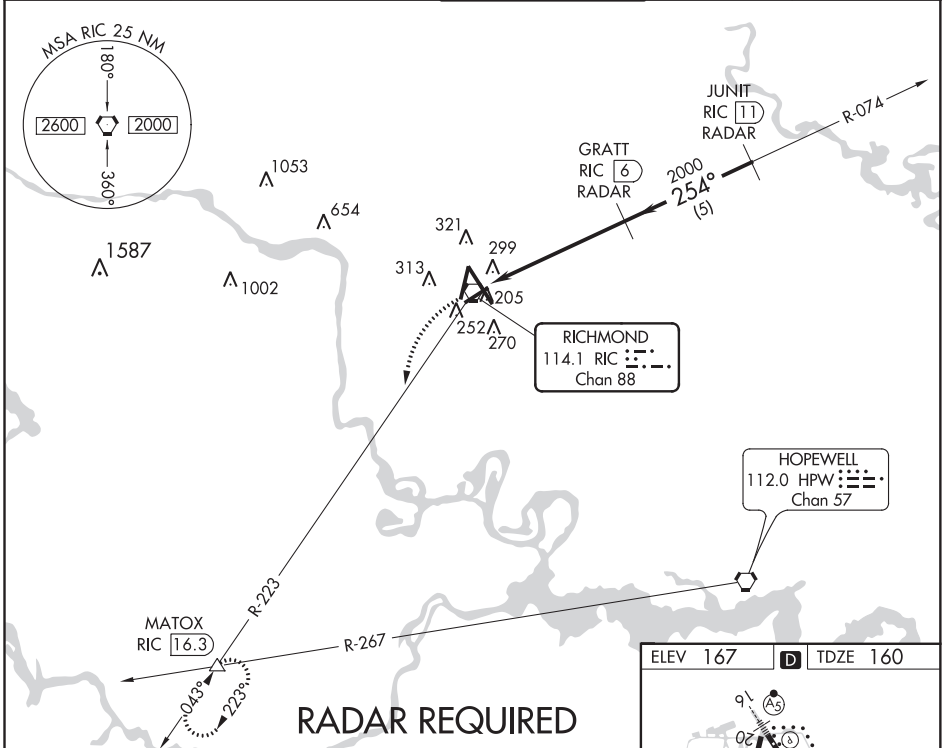 MSA RIC 25 NM
180°
2600
2000
360°
1053
654
1587
1002
321
299
313
205
252
270
JUNIT
RIC 11
RADAR
R-074
GRATT
RIC 6
RADAR
2000
254°
(5)
RICHMOND
114.1 RIC
Chan 88
HOPEWELL
112.0 HPW
Chan 57
R-223
R-267
MATOX
RIC 16.3
043°
223°
RADAR REQUIRED
ELEV 167 D TDZE 160
16
A5
20
P